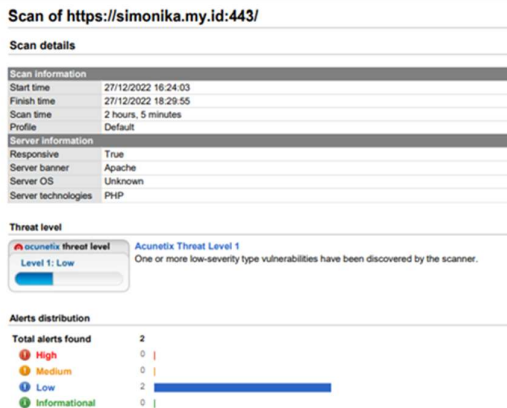 Scan of https://simonika.my.id:443/
Scan details
Scan information
Start time 27/12/2022 16:24:03
Finish time 27/12/2022 18:29:55
Scan time 2 hours, 5 minutes
Profile Default
Server information
Responsive True
Server banner Apache
Server OS Unknown
Server technologies PHP
Threat level
acunetix threat level
Level 1: Low
Acunetix Threat Level 1
One or more low-severity type vulnerabilities have been discovered by the scanner.
Alerts distribution
Total alerts found 2
High 0
Medium 0
Low 2
Informational 0